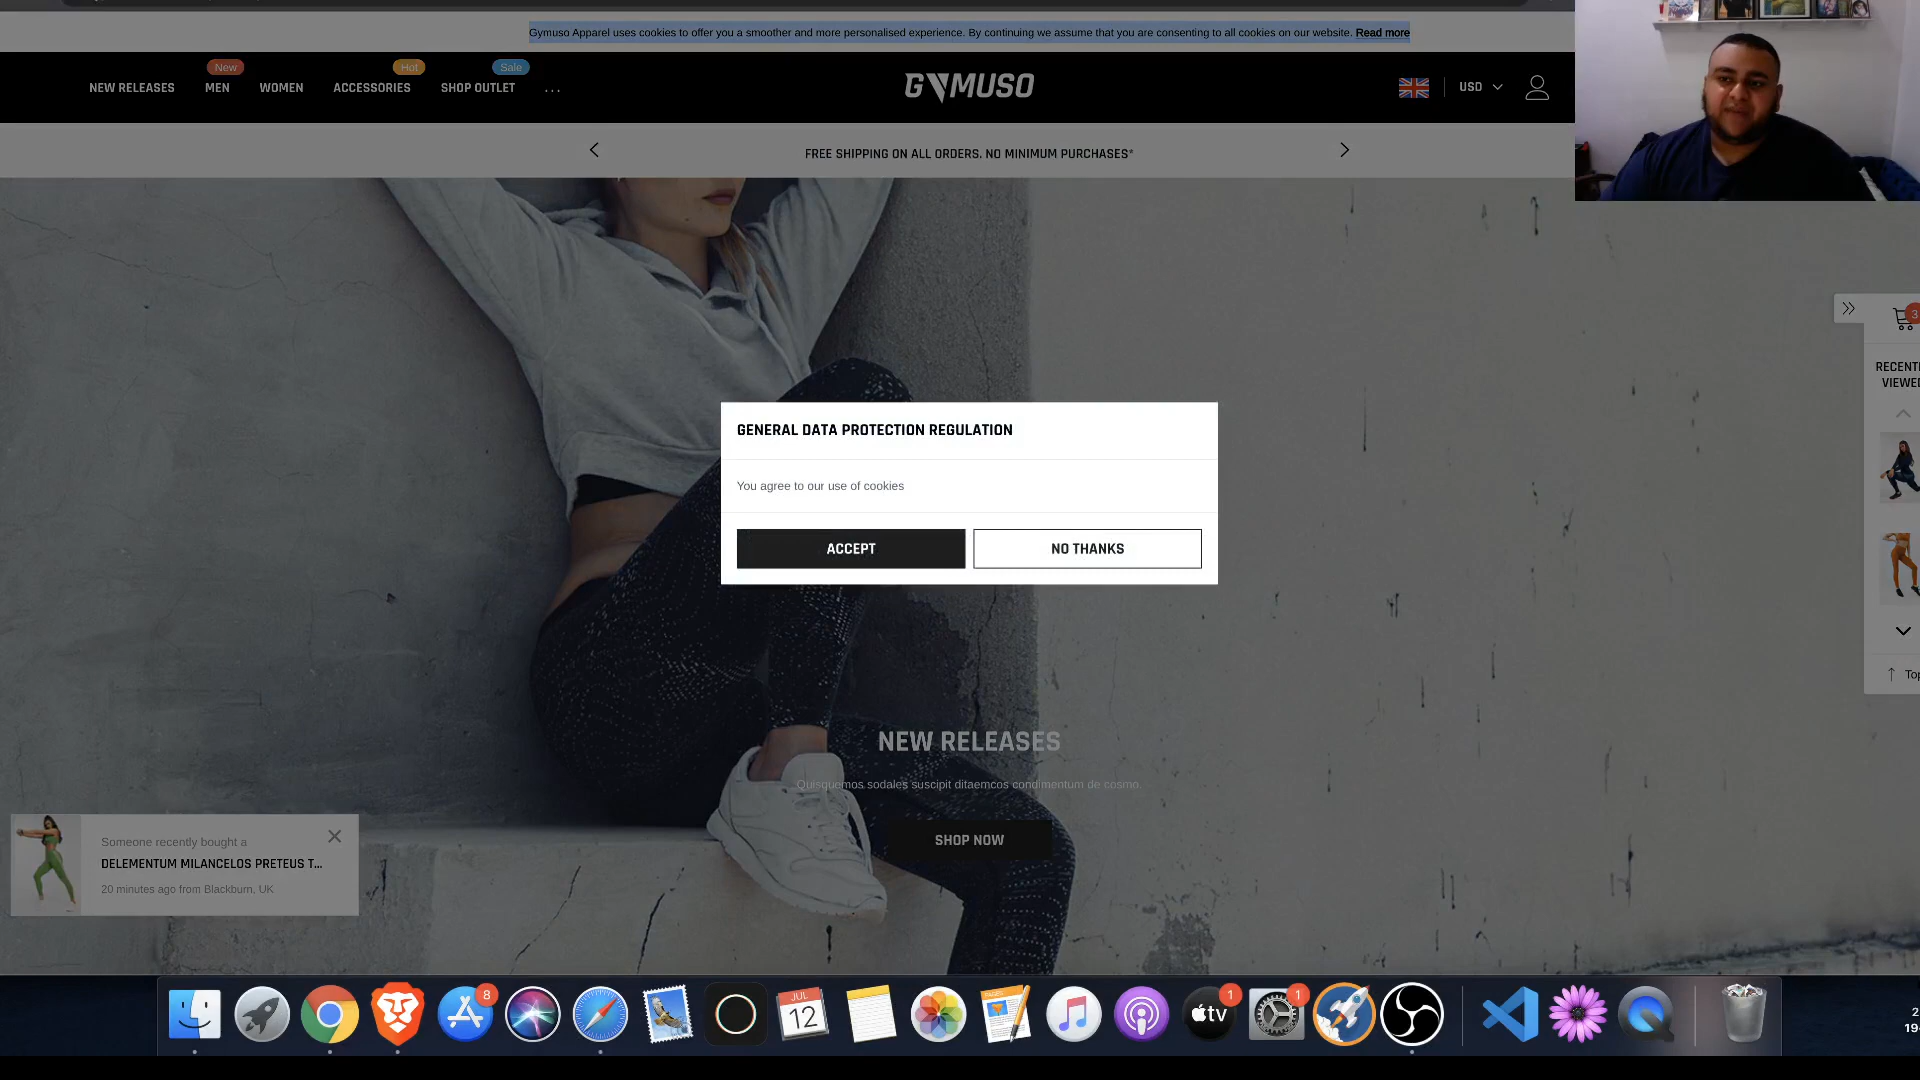 Gymuso Apparel uses cookies to offer you a smoother and more personalised experience. By continuing we assume that you are consenting to all cookies on our website. Read more
New
Hot
Sale
NEW RELEASES
MEN
WOMEN
ACCESSORIES
SHOP OUTLET
...
GYMUSO
USD
FREE SHIPPING ON ALL ORDERS. NO MINIMUM PURCHASES*
3
GENERAL DATA PROTECTION REGULATION
You agree to our use of cookies
ACCEPT
NO THANKS
NEW RELEASES
Quisquemos sodales suscipit ditaemcos condimentum de cosmo
SHOP NOW
Someone recently bought a
DELEMENTUM MILANCELOS PRETEUS T...
20 minutes ago from Blackburn, UK
8
JUL
12
tv
1
1